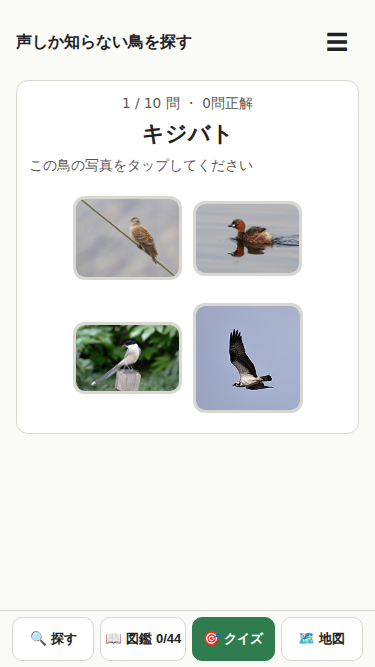 声しか知らない鳥を探す
☰
1 / 10 問 ・ 0問正解
キジバト
この鳥の写真をタップしてください
🔍 探す
📖 図鑑 0/44
🎯 クイズ
🗺️ 地図